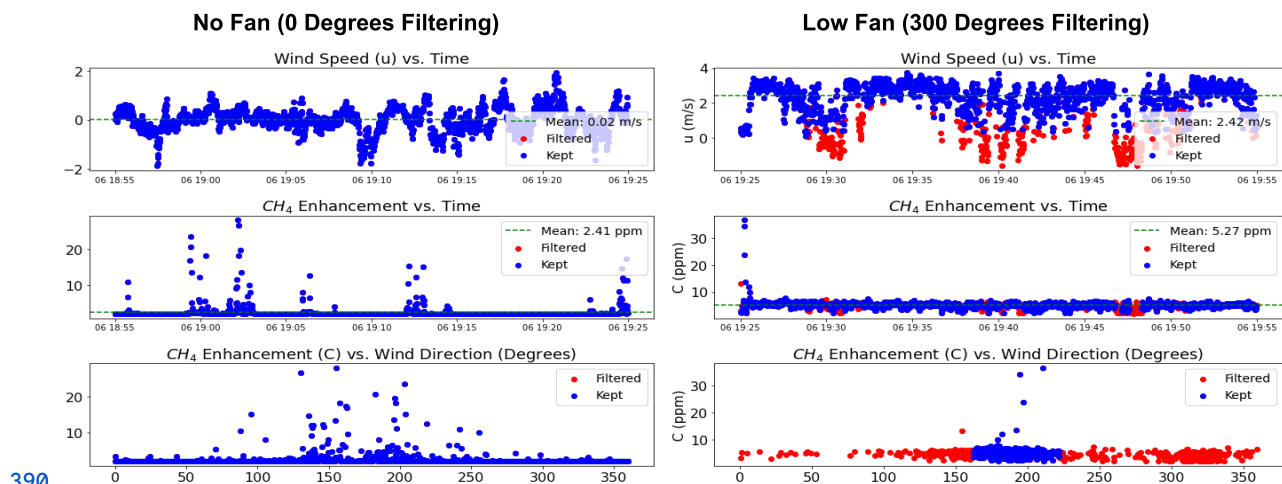 No Fan (0 Degrees Filtering)
Wind Speed (u) vs. Time
2
0
−2
Mean: 0.02 m/s
Filtered
Kept
06 18:55 06 19:00 06 19:05 06 19:10 06 19:15 06 19:20 06 19:25
CH4 Enhancement vs. Time
20
10
Mean: 2.41 ppm
Filtered
Kept
06 18:55 06 19:00 06 19:05 06 19:10 06 19:15 06 19:20 06 19:25
CH4 Enhancement (C) vs. Wind Direction (Degrees)
20
10
Filtered
Kept
0 50 100 150 200 250 300 350
Low Fan (300 Degrees Filtering)
Wind Speed (u) vs. Time
u (m/s)
4
2
0
Mean: 2.42 m/s
Filtered
Kept
06 19:25 06 19:30 06 19:35 06 19:40 06 19:45 06 19:50 06 19:55
CH4 Enhancement vs. Time
C (ppm)
30
20
10
Mean: 5.27 ppm
Filtered
Kept
06 19:25 06 19:30 06 19:35 06 19:40 06 19:45 06 19:50 06 19:55
CH4 Enhancement (C) vs. Wind Direction (Degrees)
C (ppm)
30
20
10
Filtered
Kept
0 50 100 150 200 250 300 350
390